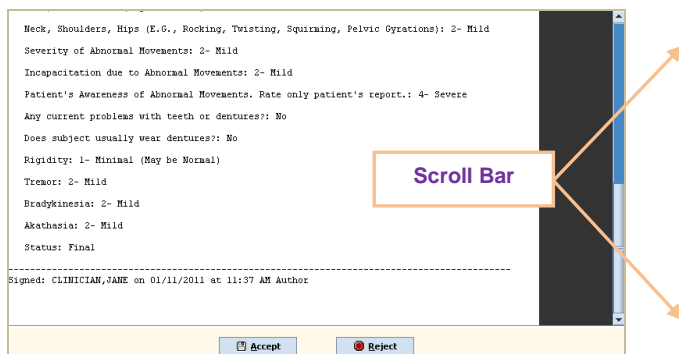 Neck, Shoulders, Hips (E.G., Rocking, Twisting, Squirming, Pelvic Gyrations): 2- Mild
Severity of Abnormal Movements: 2- Mild
Incapacitation due to Abnormal Movements: 2- Mild
Patient's Awareness of Abnormal Movements. Rate only patient's report.: 4- Severe
Any current problems with teeth or dentures?: No
Does subject usually wear dentures?: No
Rigidity: 1- Minimal (May be Normal)
Scroll Bar
Tremor: 2- Mild
Bradykinesia: 2- Mild
Akathasia: 2- Mild
Status: Final
Signed: CLINICIAN,JANE on 01/11/2011 at 11:37 AM Author
Accept Reject